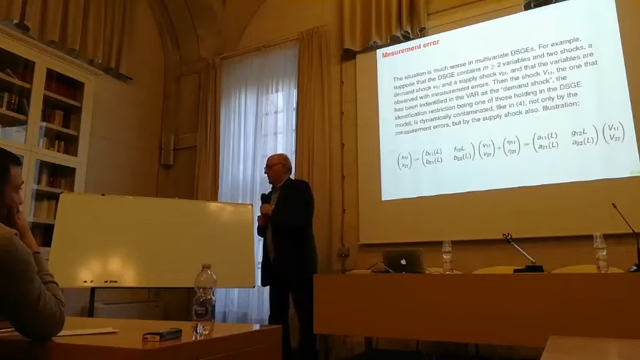 Measurement error
The situation is much worse in multivariate DSGEs. For example,
suppose that the DSGE contains m ≥ 2 variables and two shocks, a
demand shock v₁ₜ and a supply shock v₂ₜ, and that the variables are
observed with measurement errors. Then the shock V₁ₜ, the one that
has been indentified in the VAR as the "demand shock", the
identification restriction being one of those holding in the DSGE
model, is dynamically contaminated, like in (4), not only by the
measurement errors, but by the supply shock also. Illustration: